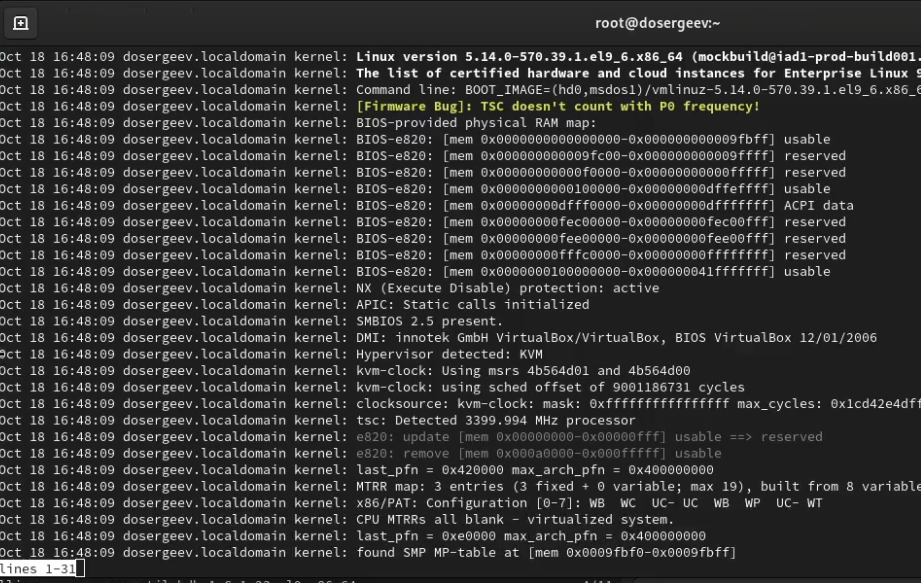 root@dosergeev:~
Oct 18 16:48:09 dosergeev.localdomain kernel: Linux version 5.14.0-570.39.1.el9_6.x86_64 (mockbuild@iad1-prod-build001.
Oct 18 16:48:09 dosergeev.localdomain kernel: The list of certified hardware and cloud instances for Enterprise Linux 9
Oct 18 16:48:09 dosergeev.localdomain kernel: Command line: BOOT_IMAGE=(hd0,msdos1)/vmlinuz-5.14.0-570.39.1.el9_6.x86_6
Oct 18 16:48:09 dosergeev.localdomain kernel: [Firmware Bug]: TSC doesn't count with P0 frequency!
Oct 18 16:48:09 dosergeev.localdomain kernel: BIOS-provided physical RAM map:
Oct 18 16:48:09 dosergeev.localdomain kernel: BIOS-e820: [mem 0x0000000000000000-0x000000000009fbff] usable
Oct 18 16:48:09 dosergeev.localdomain kernel: BIOS-e820: [mem 0x000000000009fc00-0x000000000009ffff] reserved
Oct 18 16:48:09 dosergeev.localdomain kernel: BIOS-e820: [mem 0x00000000000f0000-0x00000000000fffff] reserved
Oct 18 16:48:09 dosergeev.localdomain kernel: BIOS-e820: [mem 0x0000000000100000-0x00000000dffeffff] usable
Oct 18 16:48:09 dosergeev.localdomain kernel: BIOS-e820: [mem 0x00000000dfff0000-0x00000000dfffffff] ACPI data
Oct 18 16:48:09 dosergeev.localdomain kernel: BIOS-e820: [mem 0x00000000fec00000-0x00000000fec00fff] reserved
Oct 18 16:48:09 dosergeev.localdomain kernel: BIOS-e820: [mem 0x00000000fee00000-0x00000000fee00fff] reserved
Oct 18 16:48:09 dosergeev.localdomain kernel: BIOS-e820: [mem 0x00000000fffc0000-0x00000000ffffffff] reserved
Oct 18 16:48:09 dosergeev.localdomain kernel: BIOS-e820: [mem 0x0000000100000000-0x000000041fffffff] usable
Oct 18 16:48:09 dosergeev.localdomain kernel: NX (Execute Disable) protection: active
Oct 18 16:48:09 dosergeev.localdomain kernel: APIC: Static calls initialized
Oct 18 16:48:09 dosergeev.localdomain kernel: SMBIOS 2.5 present.
Oct 18 16:48:09 dosergeev.localdomain kernel: DMI: innotek GmbH VirtualBox/VirtualBox, BIOS VirtualBox 12/01/2006
Oct 18 16:48:09 dosergeev.localdomain kernel: Hypervisor detected: KVM
Oct 18 16:48:09 dosergeev.localdomain kernel: kvm-clock: Using msrs 4b564d01 and 4b564d00
Oct 18 16:48:09 dosergeev.localdomain kernel: kvm-clock: using sched offset of 9001186731 cycles
Oct 18 16:48:09 dosergeev.localdomain kernel: clocksource: kvm-clock: mask: 0xffffffffffffffff max_cycles: 0x1cd42e4dff
Oct 18 16:48:09 dosergeev.localdomain kernel: tsc: Detected 3399.994 MHz processor
Oct 18 16:48:09 dosergeev.localdomain kernel: e820: update [mem 0x00000000-0x00000fff] usable ==> reserved
Oct 18 16:48:09 dosergeev.localdomain kernel: e820: remove [mem 0x000a0000-0x000fffff] usable
Oct 18 16:48:09 dosergeev.localdomain kernel: last_pfn = 0x420000 max_arch_pfn = 0x400000000
Oct 18 16:48:09 dosergeev.localdomain kernel: MTRR map: 3 entries (3 fixed + 0 variable; max 19), built from 8 variable
Oct 18 16:48:09 dosergeev.localdomain kernel: x86/PAT: Configuration [0-7]: WB  WC  UC- UC  WB  WP  UC- WT
Oct 18 16:48:09 dosergeev.localdomain kernel: CPU MTRRs all blank - virtualized system.
Oct 18 16:48:09 dosergeev.localdomain kernel: last_pfn = 0xe0000 max_arch_pfn = 0x400000000
Oct 18 16:48:09 dosergeev.localdomain kernel: found SMP MP-table at [mem 0x0009fbf0-0x0009fbff]
lines 1-31